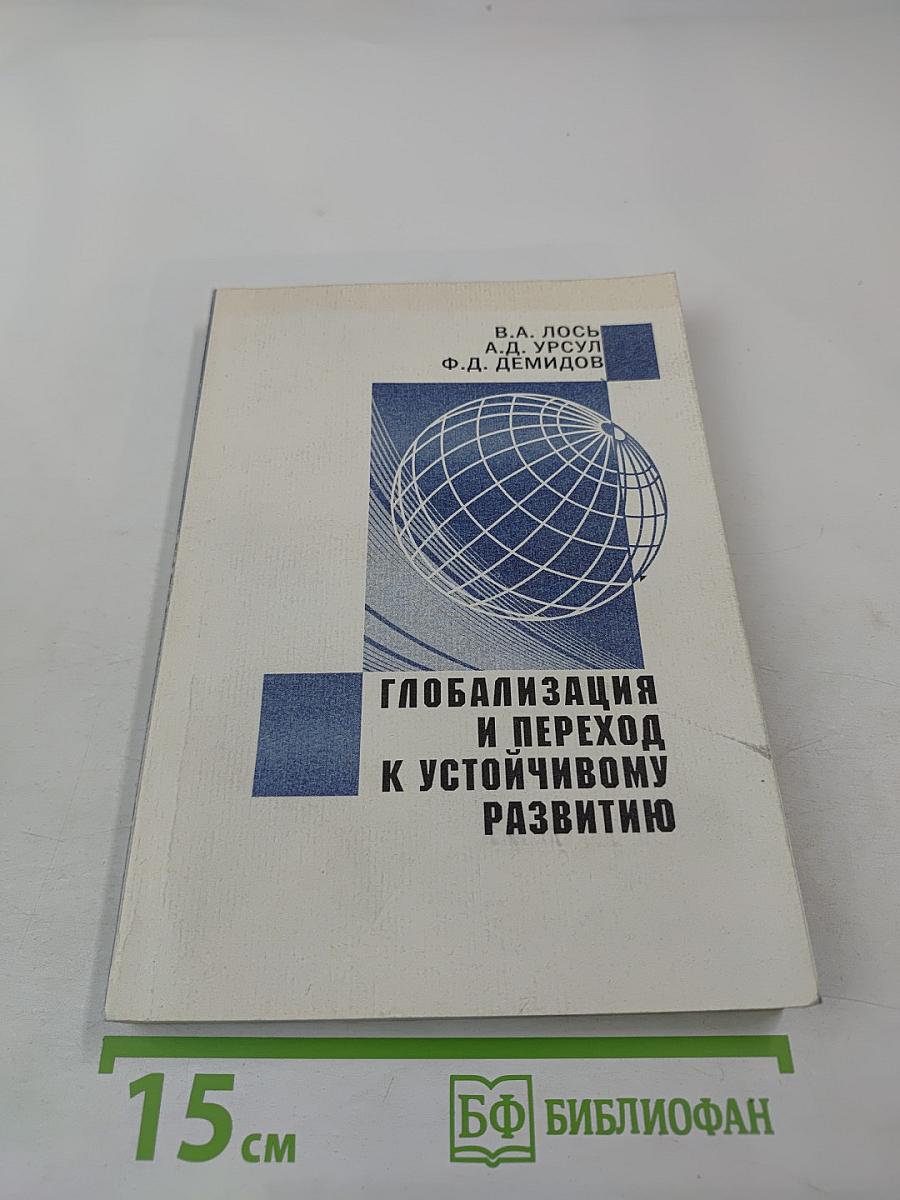 В.А. ЛОСЬ
А.Д. УРСУЛ
Ф.Д. ДЕМИДОВ
ГЛОБАЛИЗАЦИЯ
И ПЕРЕХОД
К УСТОЙЧИВОМУ
РАЗВИТИЮ
15 см
БФ БИБЛИОФАН